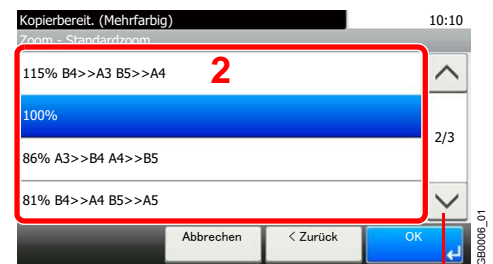 Kopierbereit. (Mehrfarbig) 10:10
Zoom - Standardzoom
115% B4>>A3 B5>>A4
2
100%
2/3
86% A3>>B4 A4>>B5
81% B4>>A4 B5>>A5
Abbrechen < Zurück OK
GB0006_01